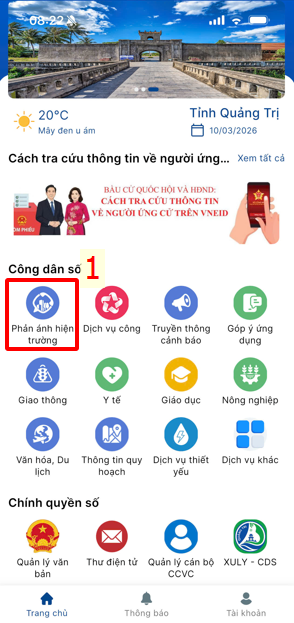 08:22
20°C
Mây đen u ám
Tỉnh Quảng Trị
10/03/2026
Cách tra cứu thông tin về người ứng... Xem tất cả
BẦU CỬ QUỐC HỘI VÀ HĐND:
CÁCH TRA CỨU THÔNG TIN
VỀ NGƯỜI ỨNG CỬ TRÊN VNEID
PHIẾU
Công dân số
1
Phản ánh hiện trường
Dịch vụ công
Truyền thông cảnh báo
Góp ý ứng dụng
Giao thông
Y tế
Giáo dục
Nông nghiệp
Văn hóa, Du lịch
Thông tin quy hoạch
Dịch vụ thiết yếu
Dịch vụ khác
Chính quyền số
Quản lý văn bản
Thư điện tử
Quản lý cán bộ CCVC
XULY - CDS
Trang chủ
Thông báo
Tài khoản